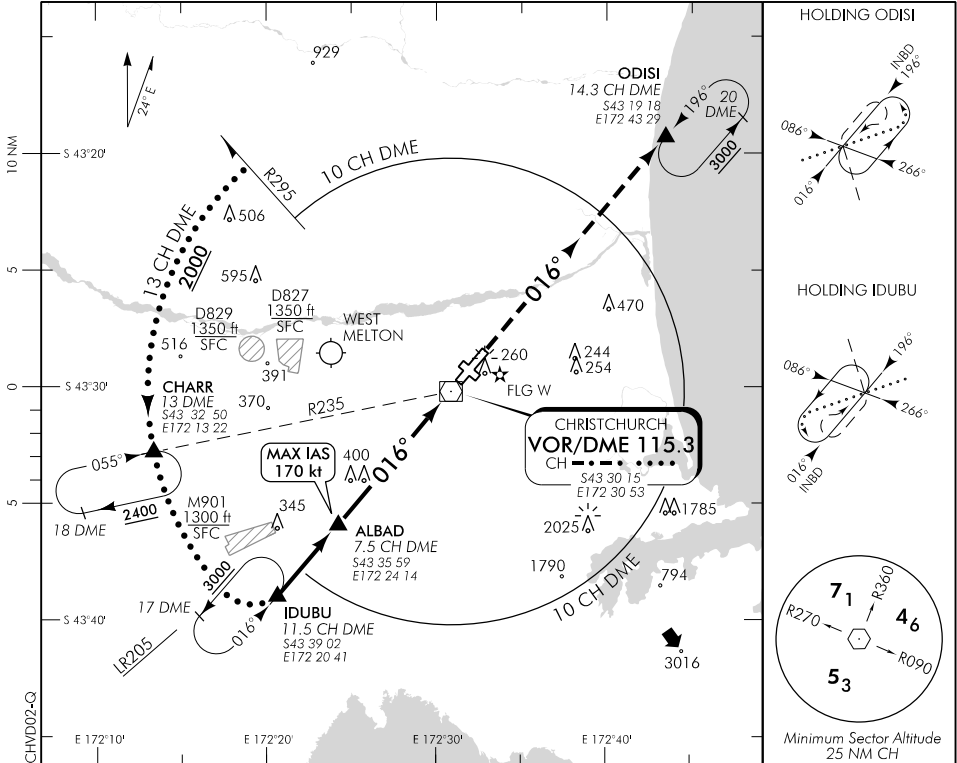 929
24° E
10 NM
S 43°20'
5
0
S 43°30'
5
S 43°40'
CHVD02-Q
E 172°10'
E 172°20'
E 172°30'
E 172°40'
ODISI
14.3 CH DME
S43 19 18
E172 43 29
196°
20
DME
3000
10 CH DME
R295
13 CH DME
2000
506
595
D829
1350 ft
SFC
D827
1350 ft
SFC
WEST
MELTON
516
391
370
R235
CHARR
13 DME
S43 32 50
E172 13 22
055°
2400
18 DME
016°
470
244
254
260
FLG W
CHRISTCHURCH
VOR/DME 115.3
CH
S43 30 15
E172 30 53
MAX IAS
170 kt
400
016°
M901
1300 ft
SFC
345
ALBAD
7.5 CH DME
S43 35 59
E172 24 14
3000
17 DME
016°
LR205
IDUBU
11.5 CH DME
S43 39 02
E172 20 41
2025
1785
1790
794
10 CH DME
3016
HOLDING ODISI
INBD
196°
086°
266°
016°
HOLDING IDUBU
196°
086°
266°
016°
INBD
7₁
R360
4₆
R270
R090
5₃
Minimum Sector Altitude
25 NM CH